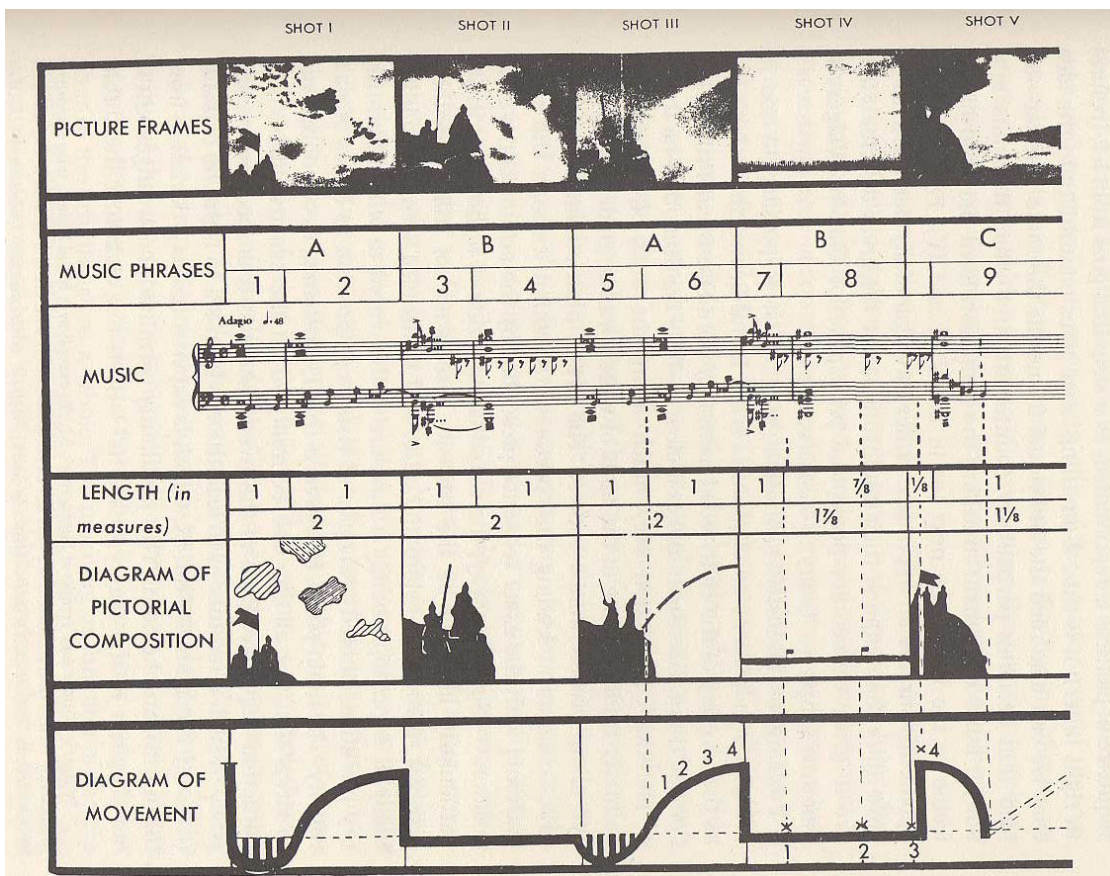 SHOT I SHOT II SHOT III SHOT IV SHOT V
PICTURE FRAMES
MUSIC PHRASES
A B A B C
1 2 3 4 5 6 7 8 9
MUSIC
Adagio ♩.48
LENGTH (in measures)
1 1 1 1 1 1 1 ⅞ ⅛ 1
2 2 2 1⅞ 1⅛
DIAGRAM OF
PICTORIAL
COMPOSITION
DIAGRAM OF
MOVEMENT
1 2 3 4
4
1 2 3